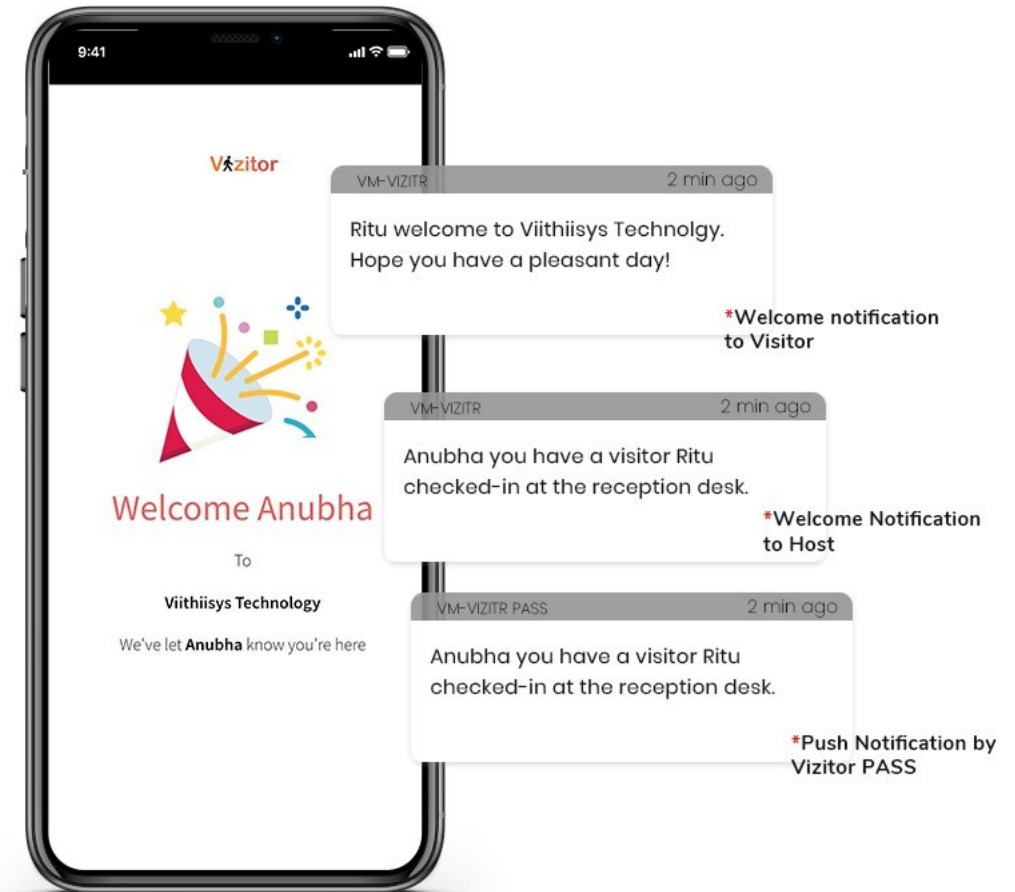 9:41
Vizitor
Welcome Anubha
To
Viithiisys Technology
We've let Anubha know you're here
VM-VIZITR 2 min ago
Ritu welcome to Viithiisys Technolgy.
Hope you have a pleasant day!
*Welcome notification
to Visitor
VM-VIZITR 2 min ago
Anubha you have a visitor Ritu
checked-in at the reception desk.
*Welcome Notification
to Host
VM-VIZITR PASS 2 min ago
Anubha you have a visitor Ritu
checked-in at the reception desk.
*Push Notification by
Vizitor PASS